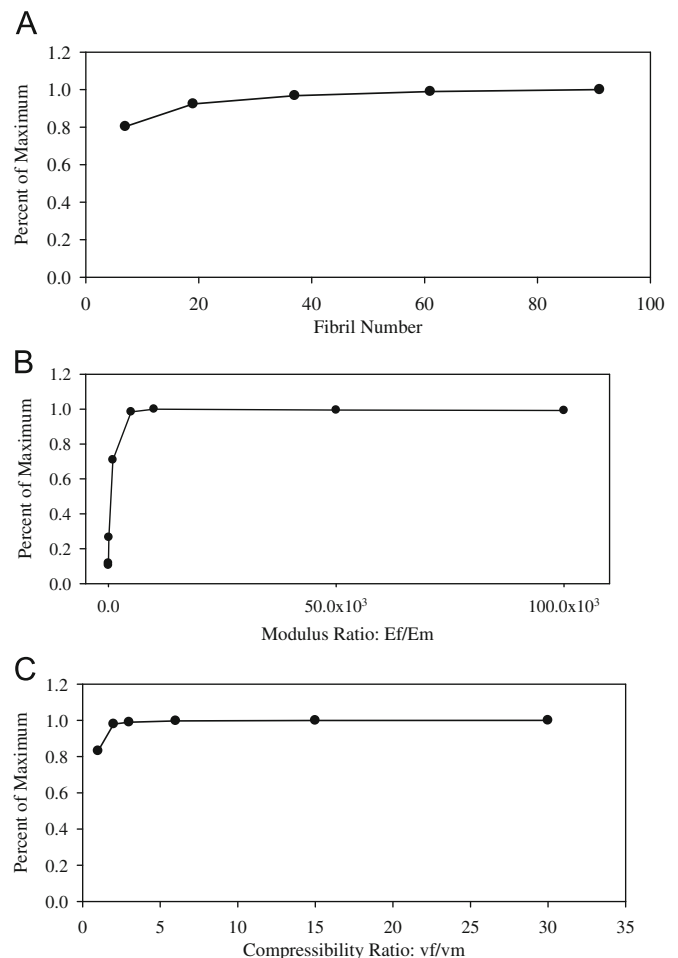 A
1.2
1.0
0.8
0.6
0.4
0.2
0.0
Percent of Maximum
0 20 40 60 80 100
Fibril Number
B
1.2
1.0
0.8
0.6
0.4
0.2
0.0
Percent of Maximum
0.0 50.0x10³ 100.0x10³
Modulus Ratio: Ef/Em
C
1.2
1.0
0.8
0.6
0.4
0.2
0.0
Percent of Maximum
0 5 10 15 20 25 30 35
Compressibility Ratio: vf/vm